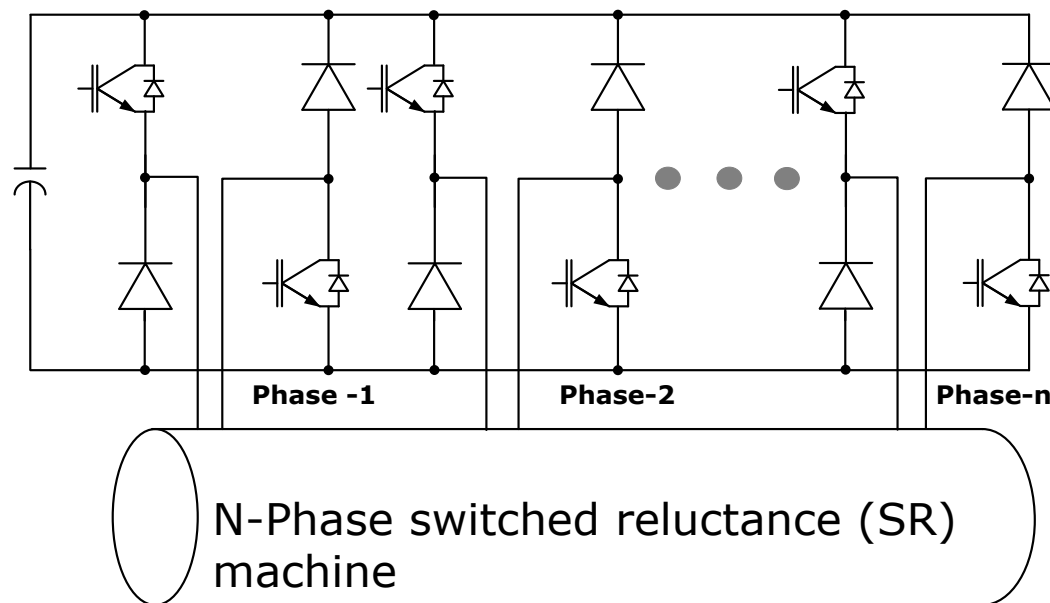 Phase -1
Phase-2
Phase-n
N-Phase switched reluctance (SR)
machine